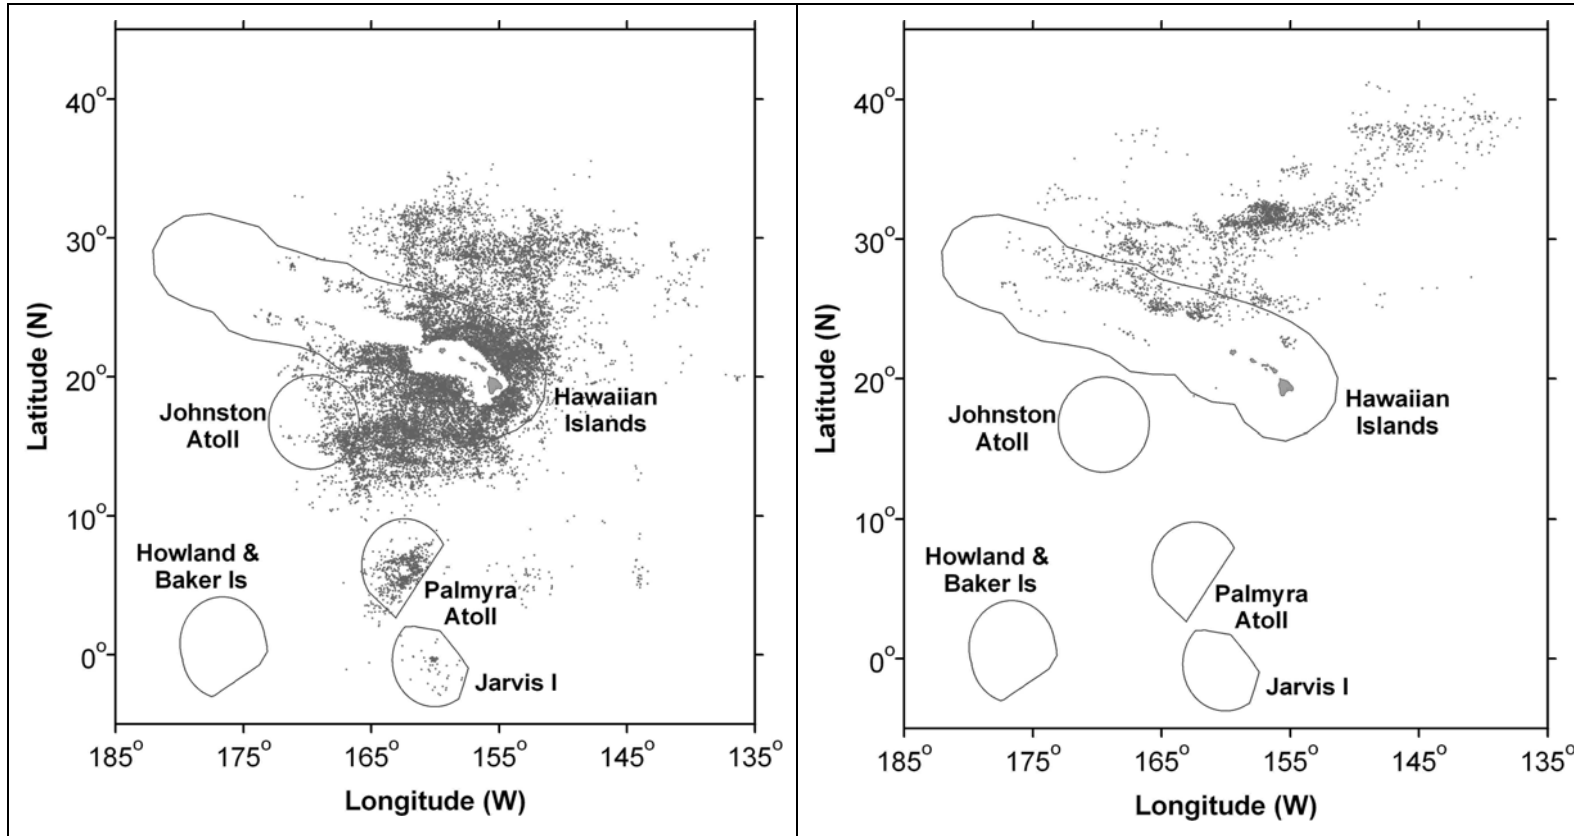 40°
30°
20°
10°
0°
Latitude (N)
185°
175°
165°
155°
145°
135°
Longitude (W)
Johnston
Atoll
Hawaiian
Islands
Howland &
Baker Is
Palmyra
Atoll
Jarvis I
40°
30°
20°
10°
0°
Latitude (N)
185°
175°
165°
155°
145°
135°
Longitude (W)
Johnston
Atoll
Hawaiian
Islands
Howland &
Baker Is
Palmyra
Atoll
Jarvis I